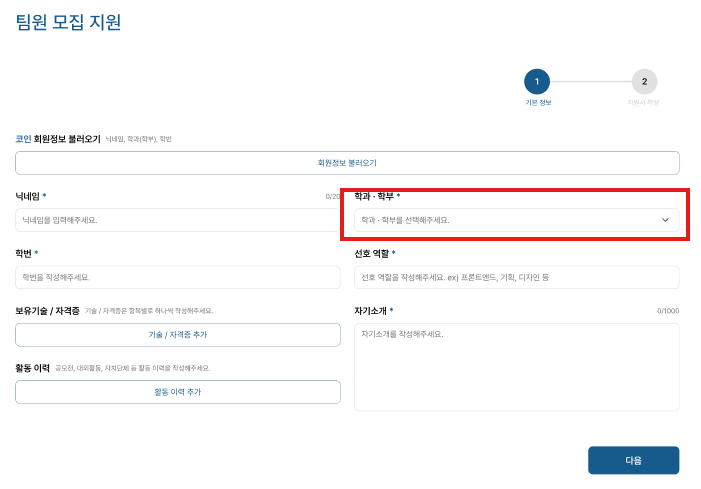 팀원 모집 지원
1
2
기본 정보
지원서 작성
코인 회원정보 불러오기 닉네임, 학과(학부), 학번
회원정보 불러오기
닉네임 *
0/20
닉네임을 입력해주세요.
학과 · 학부 *
학과 · 학부를 선택해주세요.
학번 *
학번을 작성해주세요.
선호 역할 *
선호 역할을 작성해주세요. ex) 프론트엔드, 기획, 디자인 등
보유기술 / 자격증 기술 / 자격증은 항목별로 하나씩 작성해주세요.
기술 / 자격증 추가
활동 이력 공모전, 대외활동, 자치단체 등 활동 이력을 작성해주세요.
활동 이력 추가
자기소개 *
0/1000
자기소개를 작성해주세요.
다음